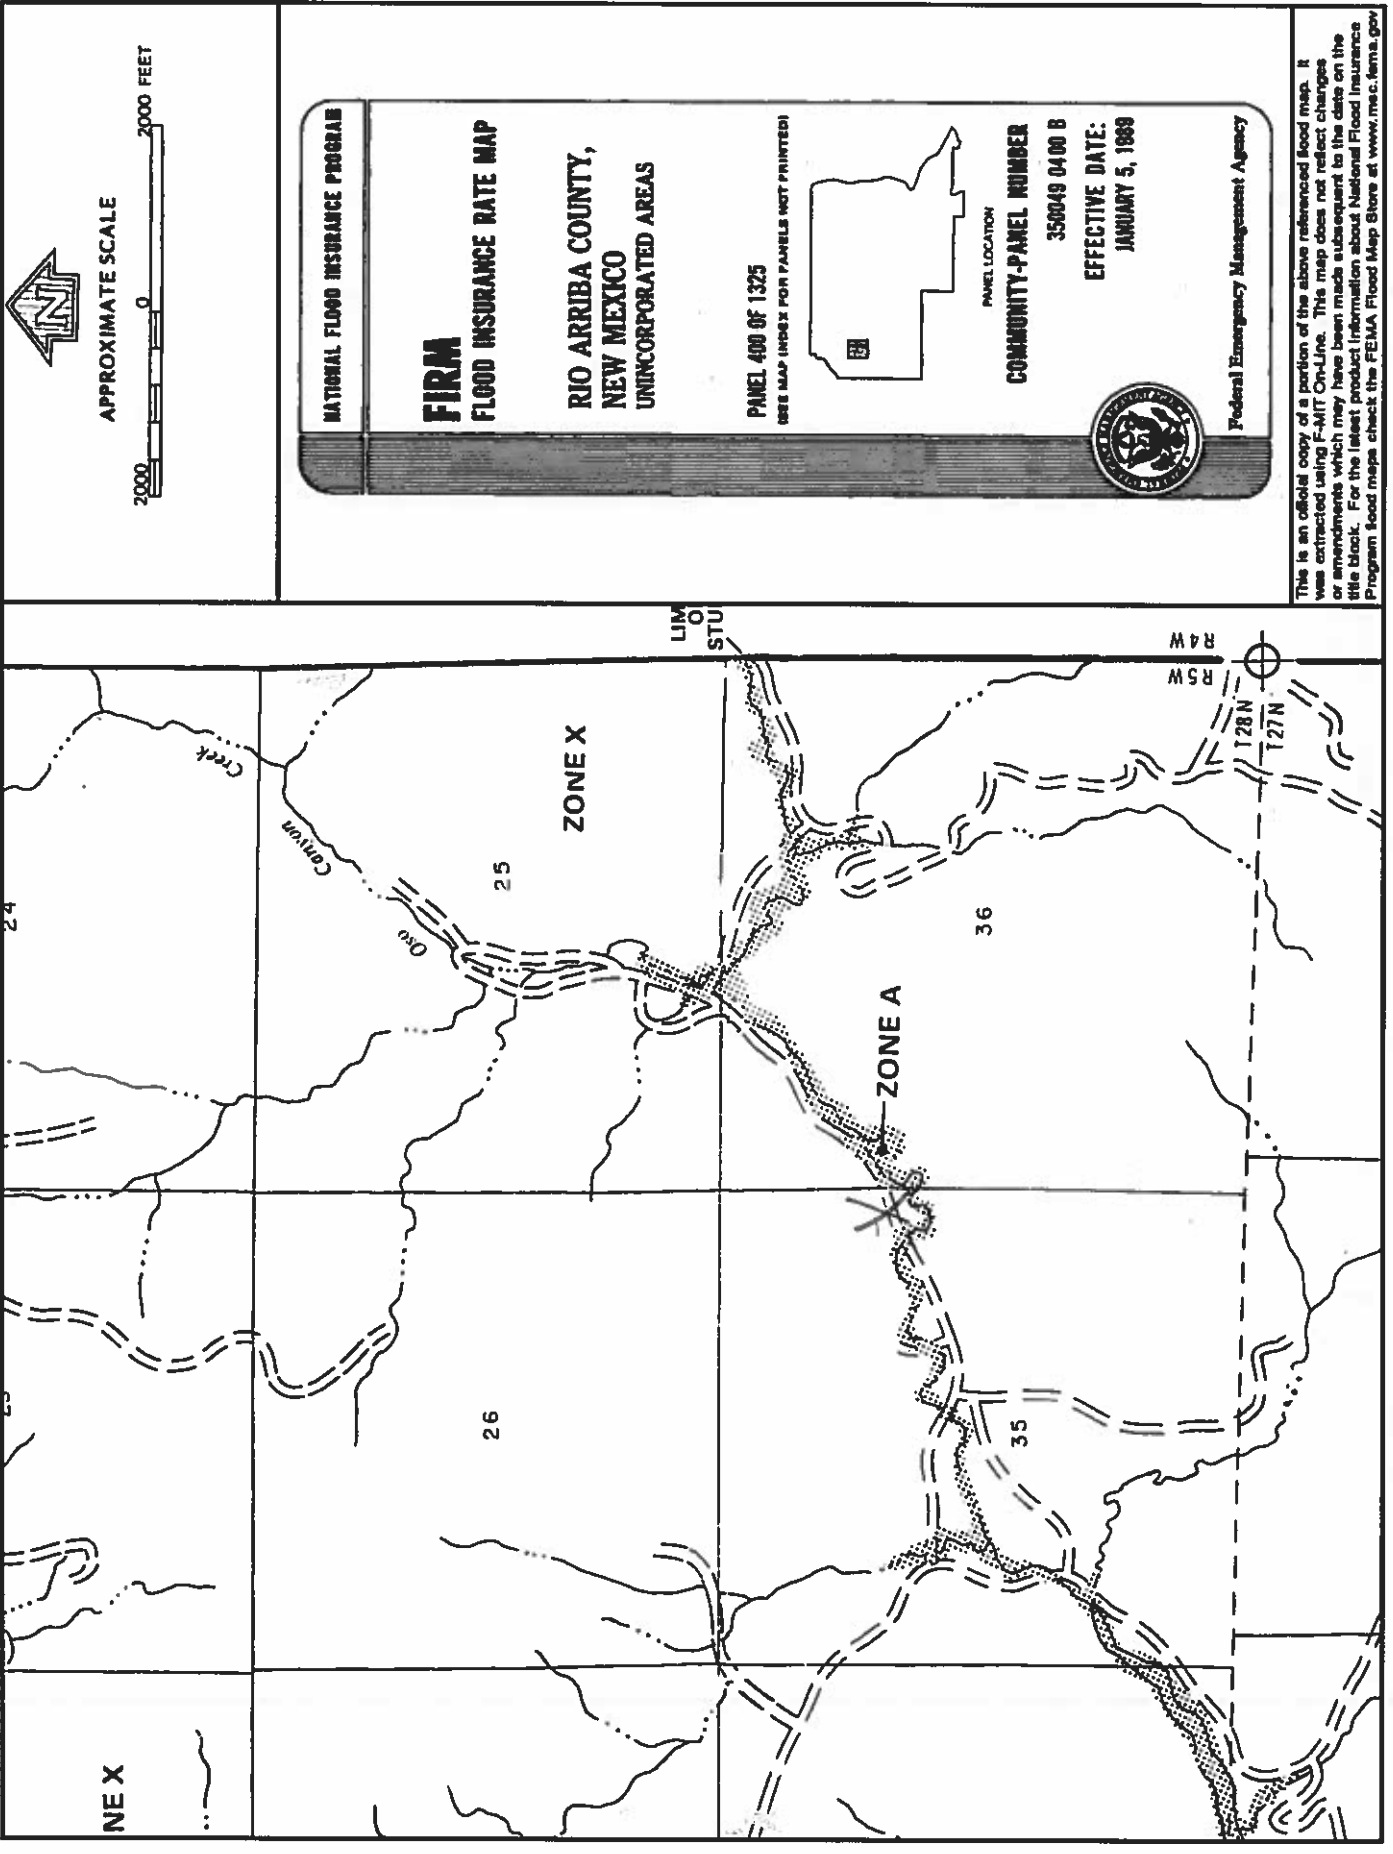 APPROXIMATE SCALE
2000 0 2000 FEET
NATIONAL FLOOD INSURANCE PROGRAM
FIRM
FLOOD INSURANCE RATE MAP
RIO ARRIBA COUNTY,
NEW MEXICO
UNINCORPORATED AREAS
PANEL 400 OF 1325
(SEE MAP INDEX FOR PANELS NOT PRINTED)
PANEL LOCATION
COMMUNITY-PANEL NUMBER
350049 0400 B
EFFECTIVE DATE:
JANUARY 5, 1989
Federal Emergency Management Agency
This is an official copy of a portion of the above referenced flood map. It
was extracted using F-MIT On-Line. This map does not reflect changes
or amendments which may have been made subsequent to the date on the
title block. For the latest product information about National Flood Insurance
Program flood maps check the FEMA Flood Map Store at www.msc.fema.gov
24
Creek
Canyon
Oso
25
ZONE X
LIM
O
STU
36
ZONE A
R4W
R5W
T28N
T27N
26
35
NE X
N